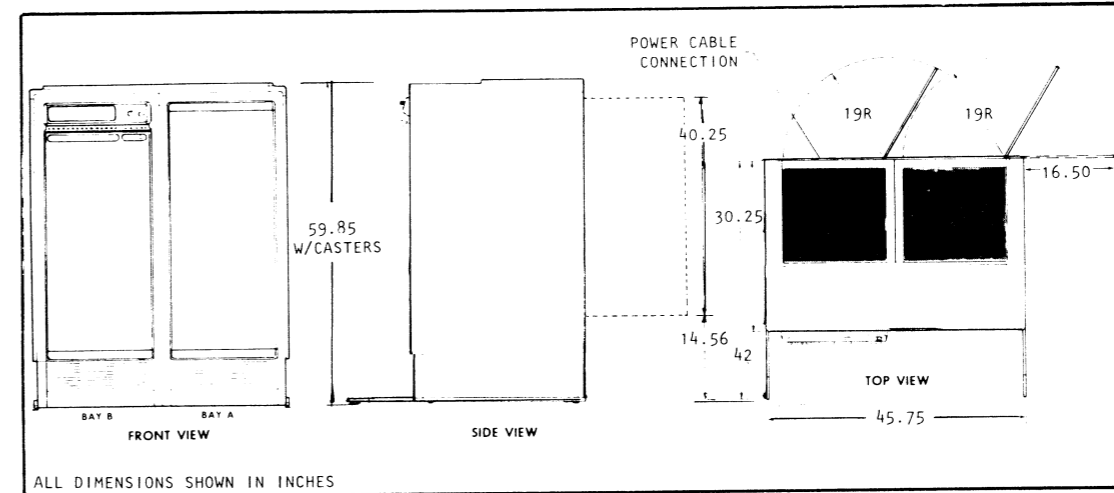 POWER CABLE
CONNECTION
19R
19R
40.25
16.50
30.25
59.85
W/CASTERS
14.56
42
TOP VIEW
45.75
BAY B
BAY A
FRONT VIEW
SIDE VIEW
ALL DIMENSIONS SHOWN IN INCHES